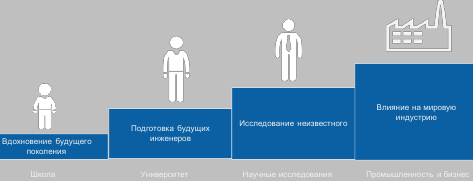 Вдохновение будущего
поколения
Подготовка будущих
инженеров
Исследование неизвестного
Влияние на мировую
индустрию
Школа
Университет
Научные исследования
Промышленность и бизнес